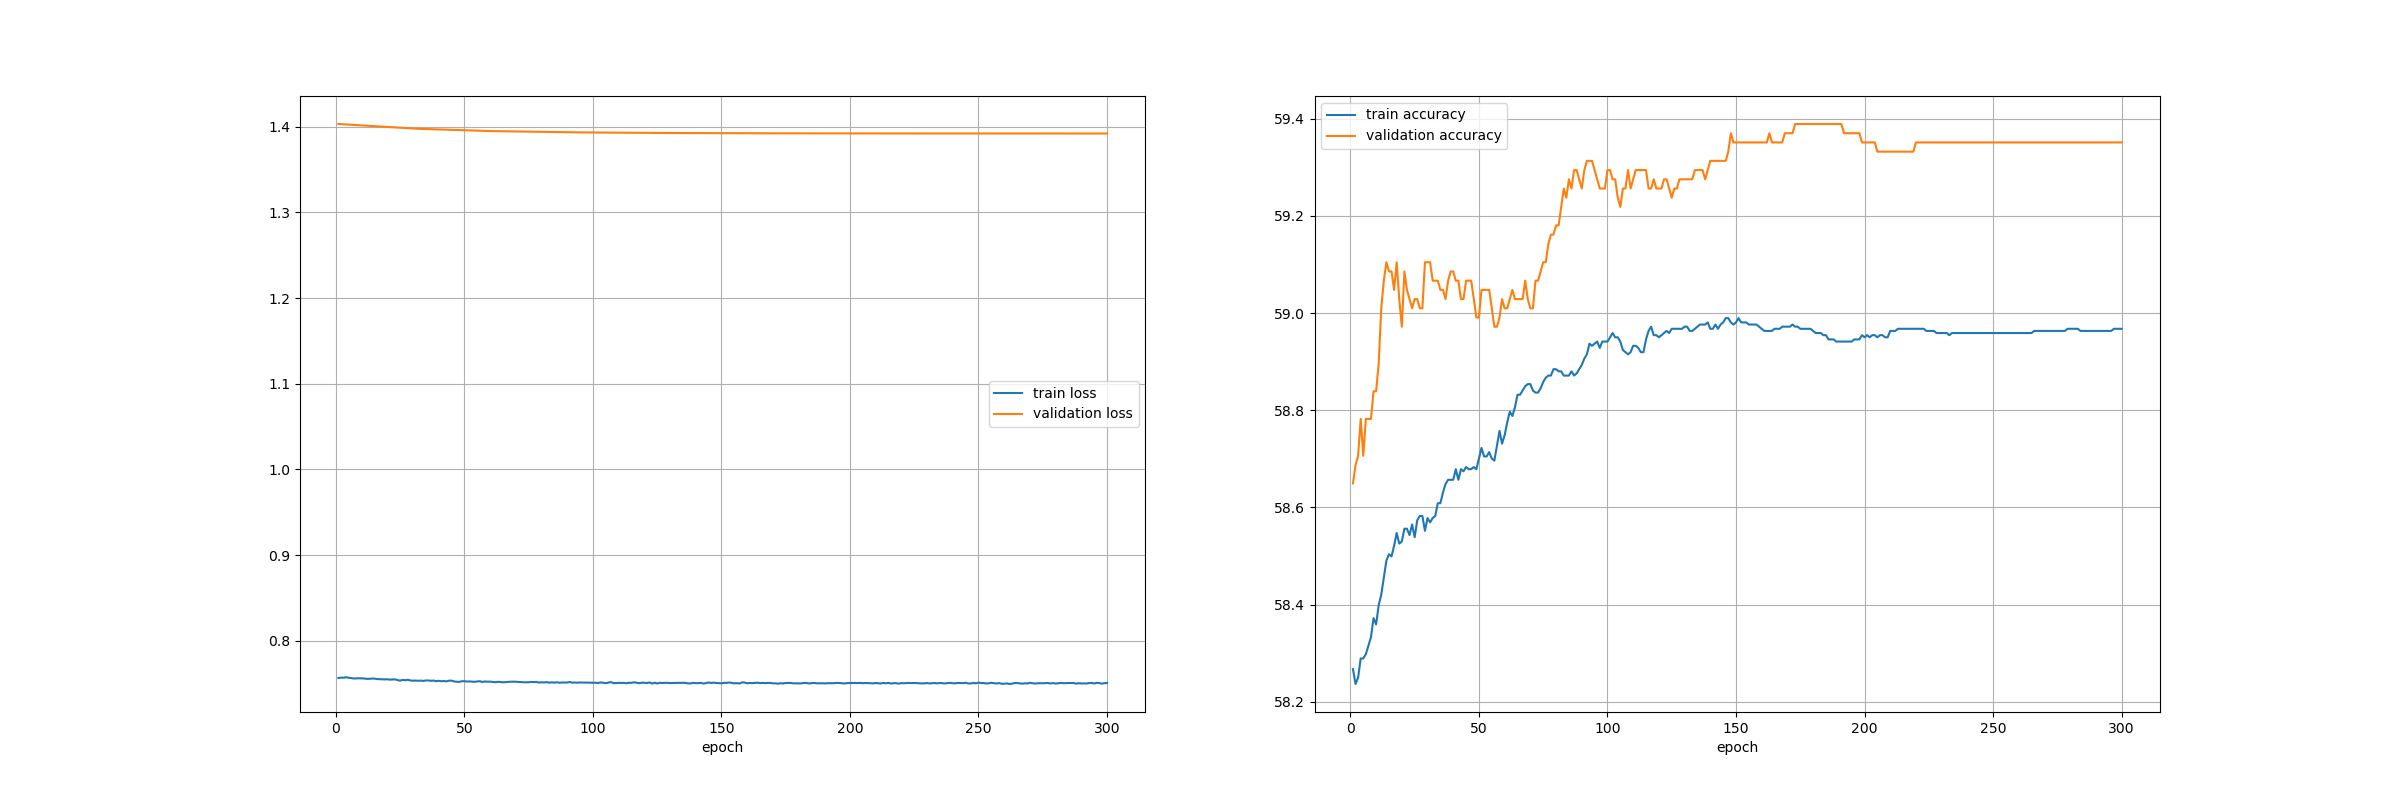 1.4
1.3
1.2
1.1
1.0
0.9
0.8
0 50 100 150 200 250 300
epoch
train loss
validation loss
59.4
59.2
59.0
58.8
58.6
58.4
58.2
0 50 100 150 200 250 300
epoch
train accuracy
validation accuracy